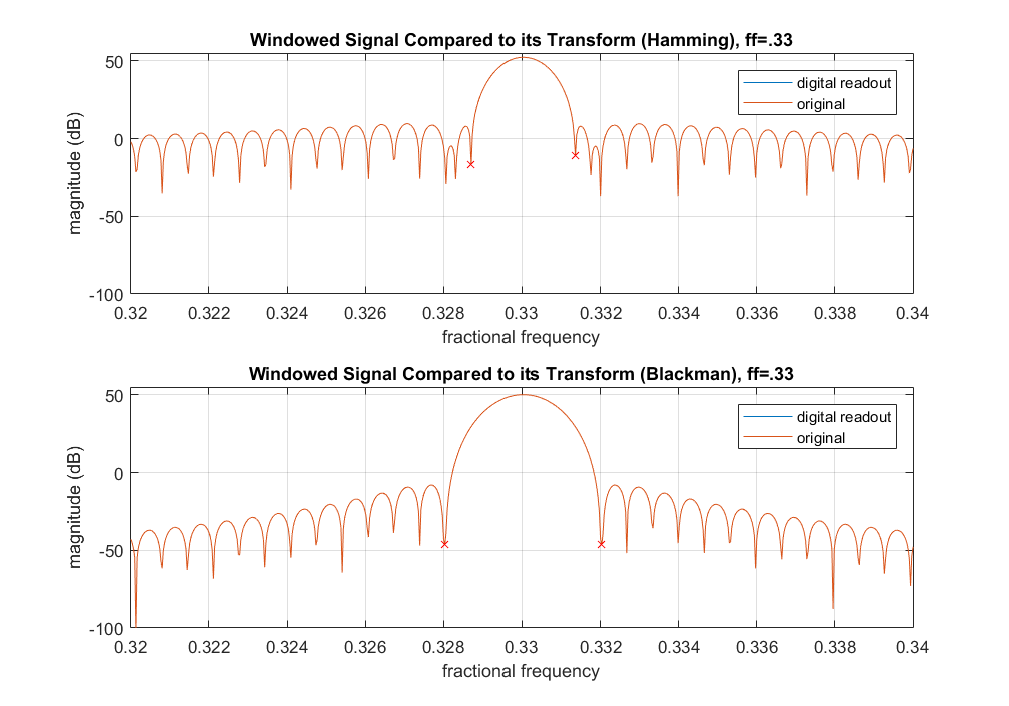 Windowed Signal Compared to its Transform (Hamming), ff=.33
50
0
-50
-100
magnitude (dB)
digital readout
original
0.32 0.322 0.324 0.326 0.328 0.33 0.332 0.334 0.336 0.338 0.34
fractional frequency
Windowed Signal Compared to its Transform (Blackman), ff=.33
50
0
-50
-100
magnitude (dB)
digital readout
original
0.32 0.322 0.324 0.326 0.328 0.33 0.332 0.334 0.336 0.338 0.34
fractional frequency